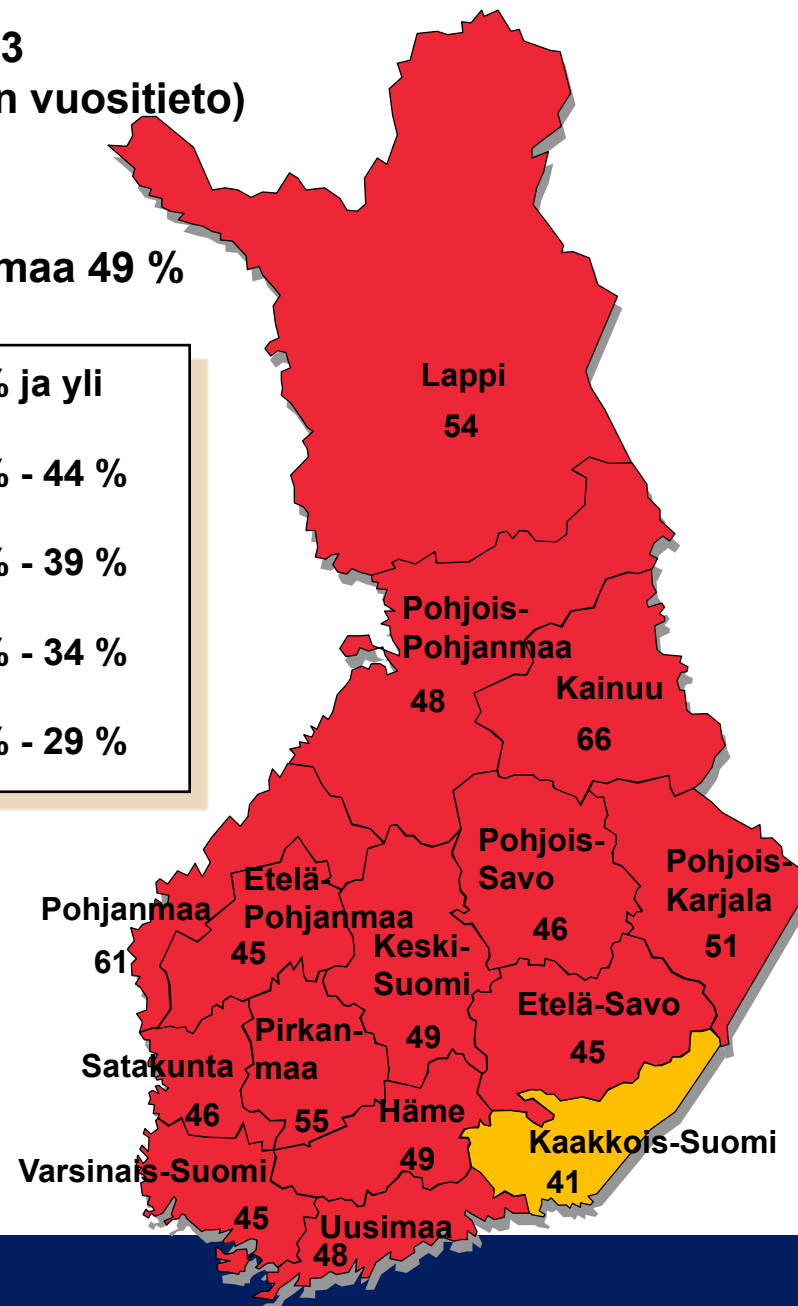 3
n vuositieto)
maa 49 %
% ja yli
% - 44 %
% - 39 %
% - 34 %
% - 29 %
Lappi
54
Pohjois-
Pohjanmaa
48
Kainuu
66
Pohjois-
Savo
46
Pohjois-
Karjala
51
Pohjanmaa
61
Etelä-
Pohjanmaa
45
Keski-
Suomi
49
Etelä-Savo
45
Satakunta
46
Pirkan-
maa
55
Häme
49
Kaakkois-Suomi
41
Varsinais-Suomi
45
Uusimaa
48